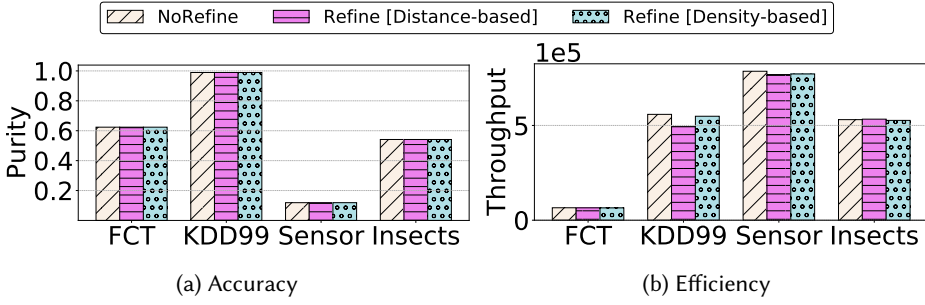 NoRefine Refine [Distance-based] Refine [Density-based]
Purity
1.0
0.8
0.6
0.4
0.2
FCT KDD99 Sensor Insects
(a) Accuracy
1e5
Throughput
5
0
FCT KDD99 Sensor Insects
(b) Efficiency